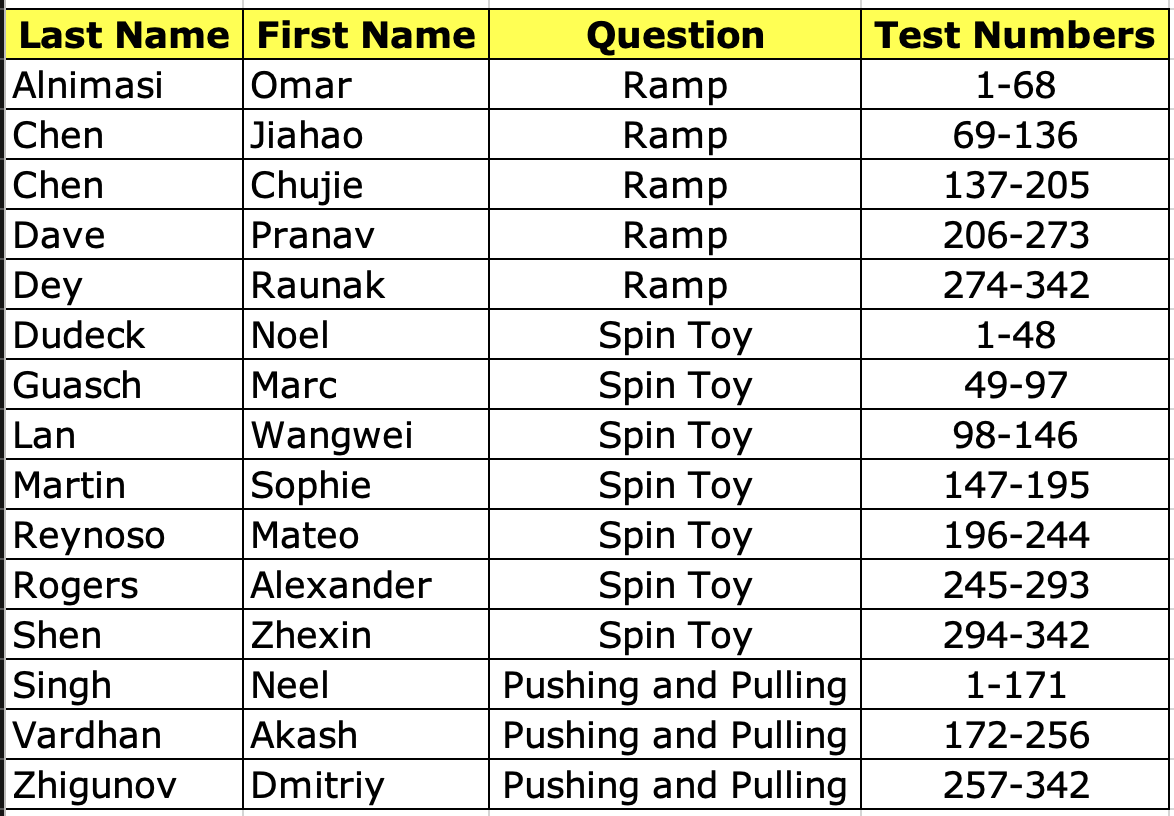 Last Name First Name Question Test Numbers
Alnimasi Omar Ramp 1-68
Chen Jiahao Ramp 69-136
Chen Chujie Ramp 137-205
Dave Pranav Ramp 206-273
Dey Raunak Ramp 274-342
Dudeck Noel Spin Toy 1-48
Guasch Marc Spin Toy 49-97
Lan Wangwei Spin Toy 98-146
Martin Sophie Spin Toy 147-195
Reynoso Mateo Spin Toy 196-244
Rogers Alexander Spin Toy 245-293
Shen Zhexin Spin Toy 294-342
Singh Neel Pushing and Pulling 1-171
Vardhan Akash Pushing and Pulling 172-256
Zhigunov Dmitriy Pushing and Pulling 257-342